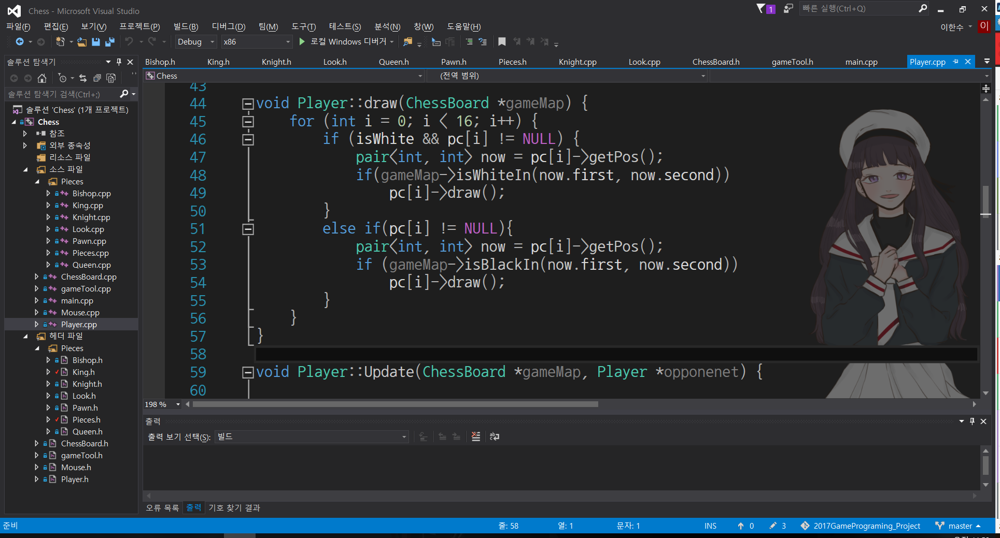 Chess - Microsoft Visual Studio
1
빠른 실행(Ctrl+Q)
파일(F) 편집(E) 보기(V) 프로젝트(P) 빌드(B) 디버그(D) 팀(M) 도구(T) 테스트(S) 분석(N) 창(W) 도움말(H)
이한수 이
Debug x86 로컬 Windows 디버거
솔루션 탐색기
솔루션 탐색기 검색(Ctrl+;)
솔루션 'Chess' (1개 프로젝트)
Chess
참조
외부 종속성
리소스 파일
소스 파일
Pieces
Bishop.cpp
King.cpp
Knight.cpp
Look.cpp
Pawn.cpp
Pieces.cpp
Queen.cpp
ChessBoard.cpp
gameTool.cpp
main.cpp
Mouse.cpp
Player.cpp
헤더 파일
Pieces
Bishop.h
King.h
Knight.h
Look.h
Pawn.h
Pieces.h
Queen.h
ChessBoard.h
gameTool.h
Mouse.h
Player.h
Bishop.h King.h Knight.h Look.h Queen.h Pawn.h Pieces.h Knight.cpp Look.cpp ChessBoard.h gameTool.h main.cpp Player.cpp
Chess (전역 범위)
43
44 void Player::draw(ChessBoard *gameMap) {
45 for (int i = 0; i < 16; i++) {
46 if (isWhite && pc[i] != NULL) {
47 pair<int, int> now = pc[i]->getPos();
48 if(gameMap->isWhiteIn(now.first, now.second))
49 pc[i]->draw();
50 }
51 else if(pc[i] != NULL){
52 pair<int, int> now = pc[i]->getPos();
53 if (gameMap->isBlackIn(now.first, now.second))
54 pc[i]->draw();
55 }
56 }
57 }
58
59 void Player::Update(ChessBoard *gameMap, Player *opponenet) {
60
198 %
출력
출력 보기 선택(S): 빌드
오류 목록 출력 기호 찾기 결과
준비 줄: 58 열: 1 문자: 1 INS 0 3 2017GamePrograming_Project master